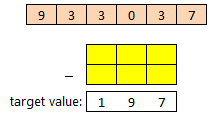 9 3 3 0 3 7
–
target value: 1 9 7